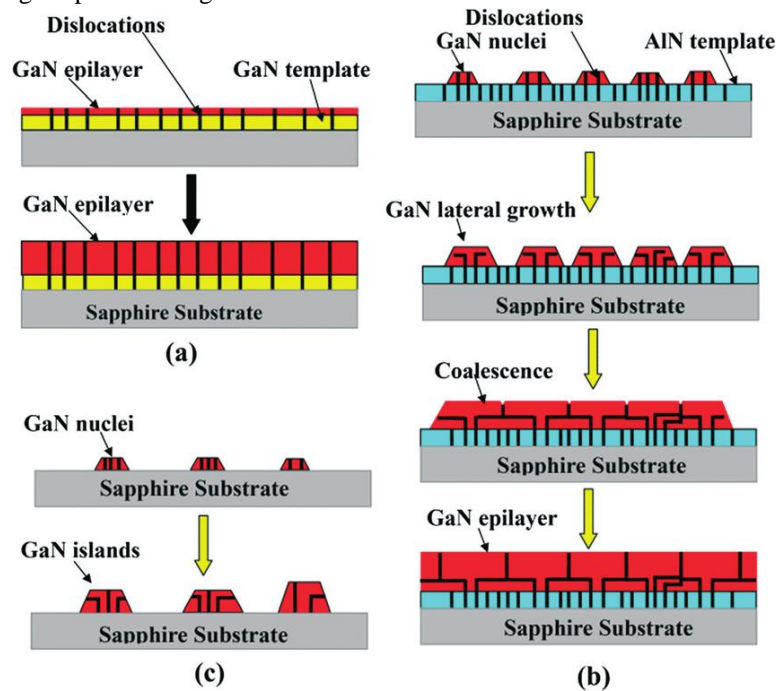 Dislocations
GaN epilayer
GaN template
GaN epilayer
Sapphire Substrate
(a)
GaN nuclei
Sapphire Substrate
GaN islands
Sapphire Substrate
(c)
Dislocations
GaN nuclei
AlN template
Sapphire Substrate
GaN lateral growth
Sapphire Substrate
Coalescence
Sapphire Substrate
GaN epilayer
Sapphire Substrate
(b)